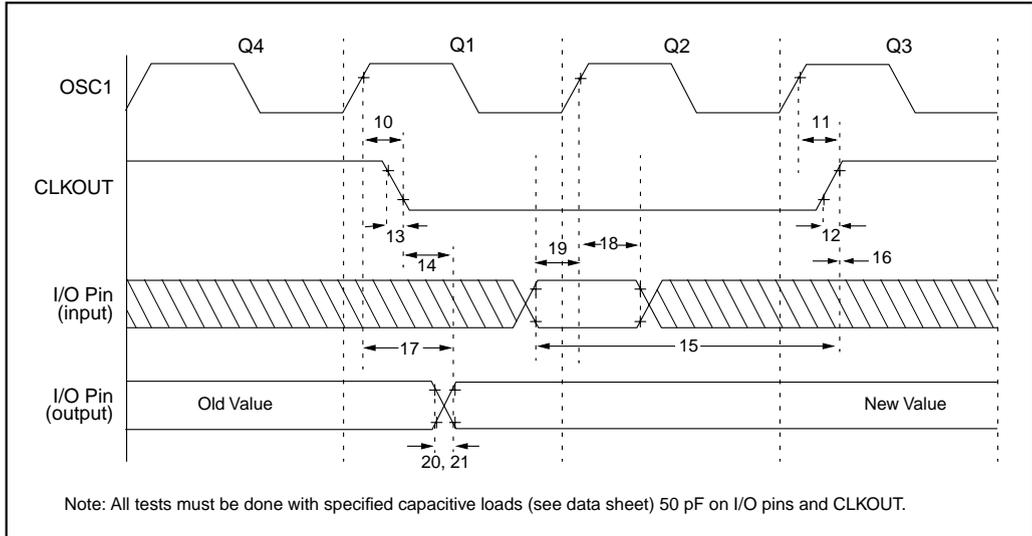 Q4 Q1 Q2 Q3
OSC1
10 11
CLKOUT
13 12
14 19 18 16
I/O Pin
(input)
17 15
I/O Pin
(output)
Old Value New Value
20, 21
Note: All tests must be done with specified capacitive loads (see data sheet) 50 pF on I/O pins and CLKOUT.